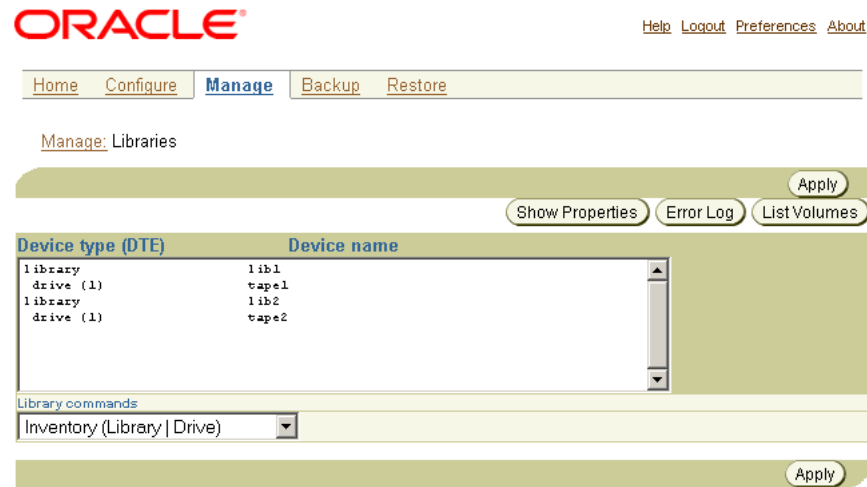 ORACLE
Help Logout Preferences About
Home Configure Manage Backup Restore
Manage: Libraries
Apply
Show Properties Error Log List Volumes
Device type (DTE) Device name
library lib1
drive (1) tape1
library lib2
drive (1) tape2
Library commands
Inventory (Library | Drive)
Apply